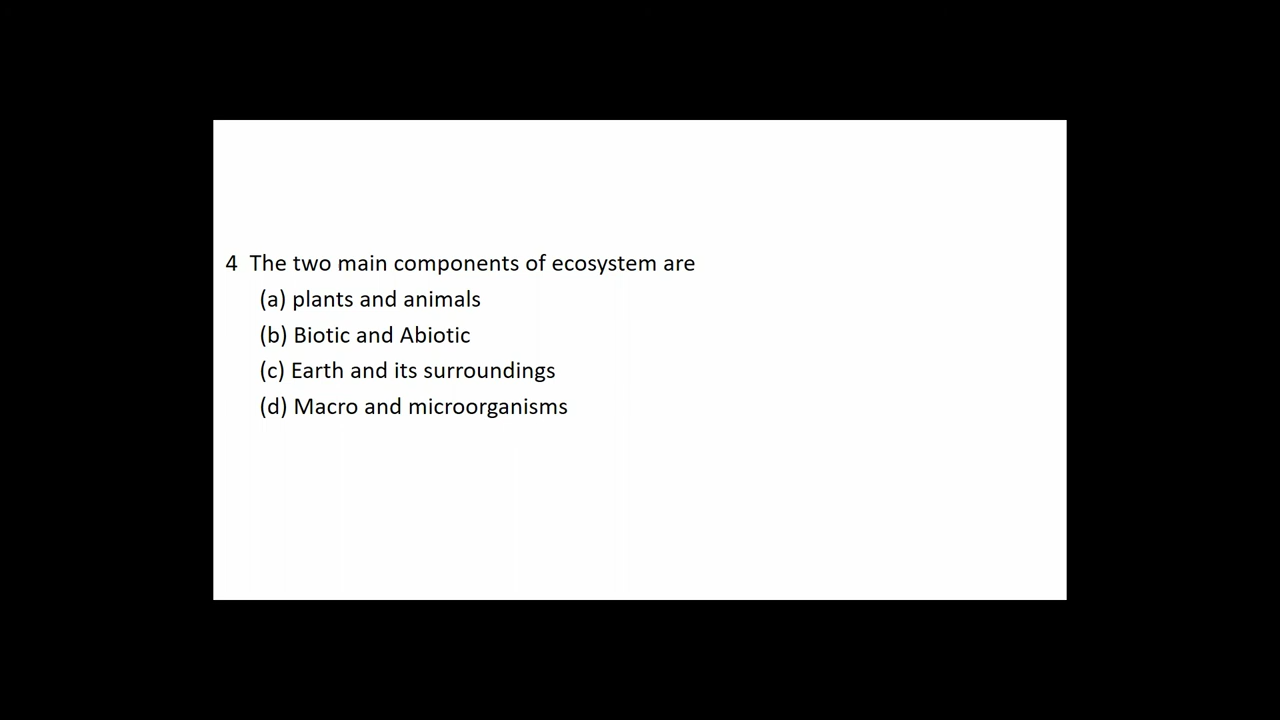 4 The two main components of ecosystem are
(a) plants and animals
(b) Biotic and Abiotic
(c) Earth and its surroundings
(d) Macro and microorganisms